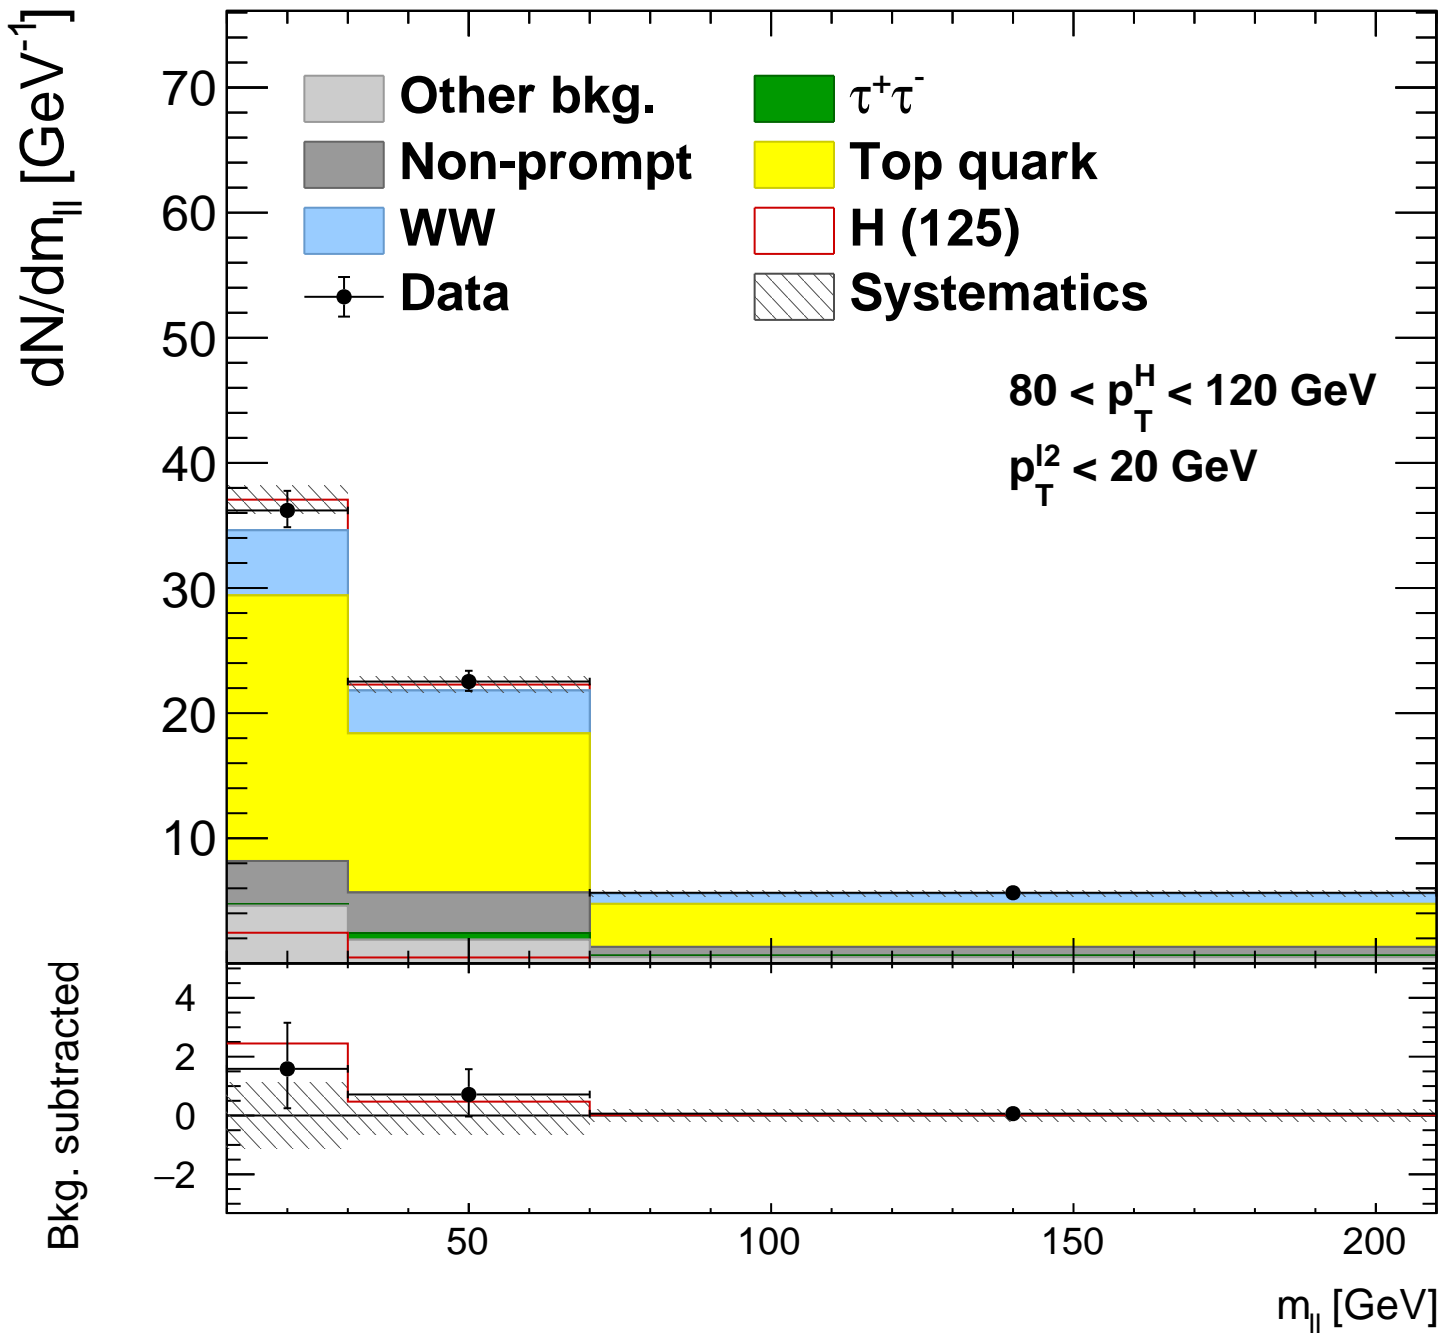 dN/dm_ll [GeV^-1]
70
60
50
40
30
20
10
Other bkg.
τ⁺τ⁻
Non-prompt
Top quark
WW
H (125)
Data
Systematics
80 < p_T^H < 120 GeV
p_T^l2 < 20 GeV
Bkg. subtracted
4
2
0
−2
50
100
150
200
m_ll [GeV]